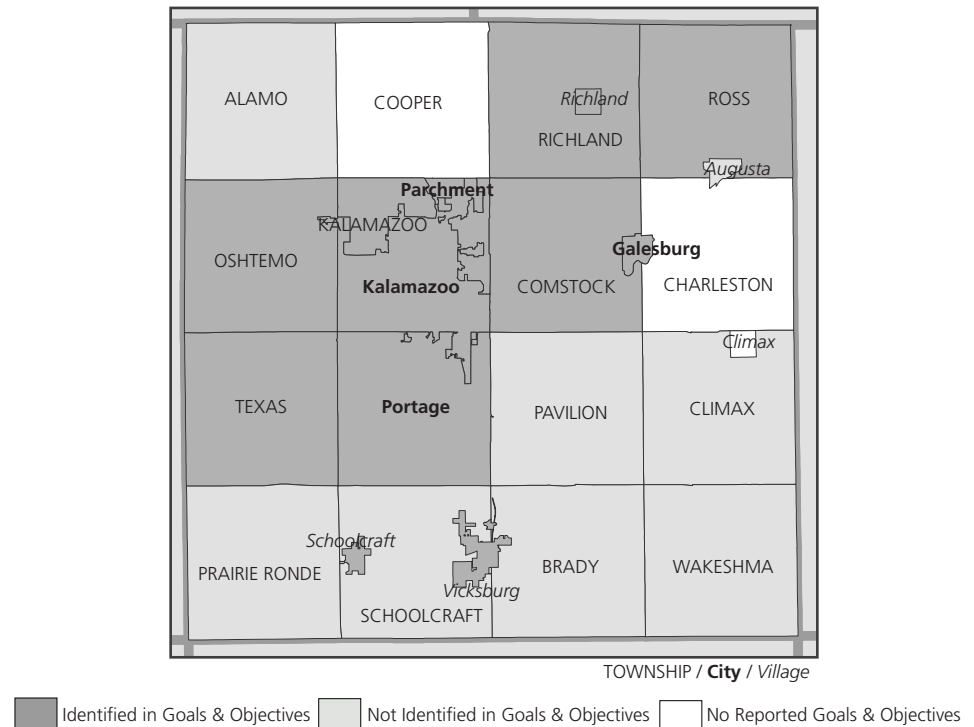 ALAMO
COOPER
Richland
ROSS
RICHLAND
Augusta
Parchment
KALAMAZOO
OSHTEMO
Galesburg
Kalamazoo
COMSTOCK
CHARLESTON
Climax
TEXAS
Portage
PAVILION
CLIMAX
Schoolcraft
PRAIRIE RONDE
BRADY
WAKESHMA
Vicksburg
SCHOOLCRAFT
TOWNSHIP / City / Village
Identified in Goals & Objectives Not Identified in Goals & Objectives No Reported Goals & Objectives